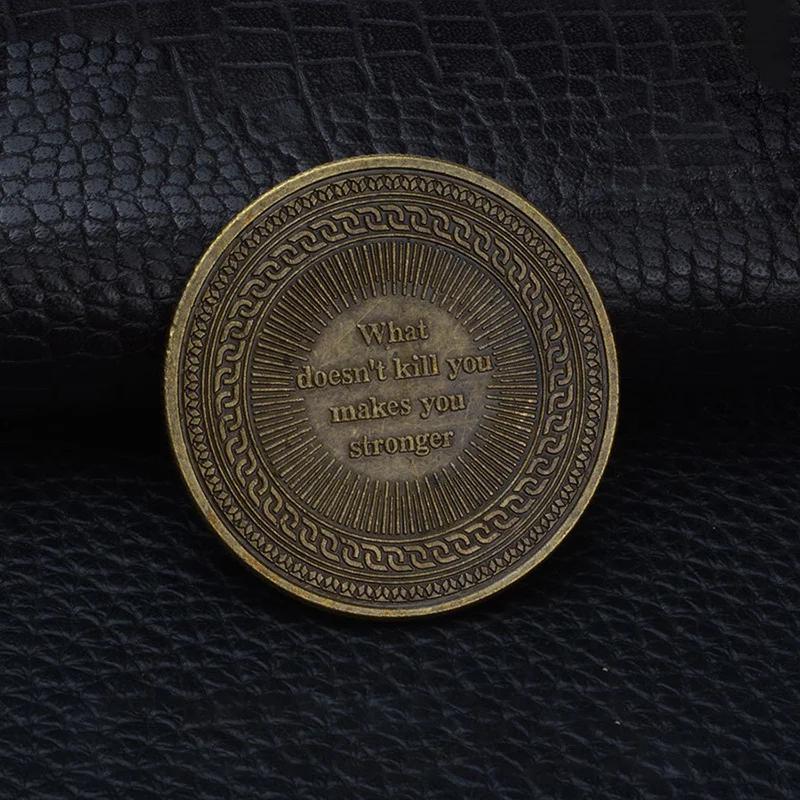 What
doesn't kill you
makes you
stronger